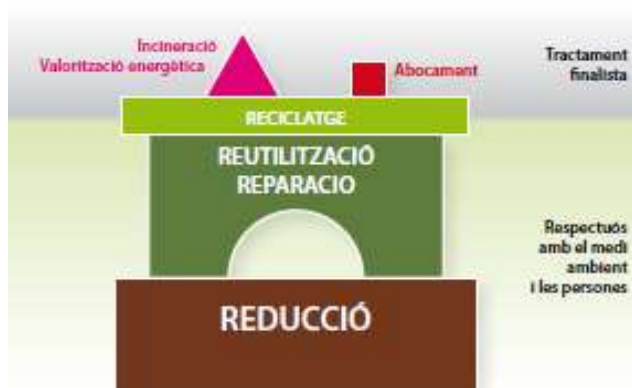 Incineració
Valorització energètica
Abocament
Tractament
finalista
RECICLATGE
REUTILITZACIÓ
REPARACIO
Respectuós
amb el medi
ambient
i les persones
REDUCCIÓ